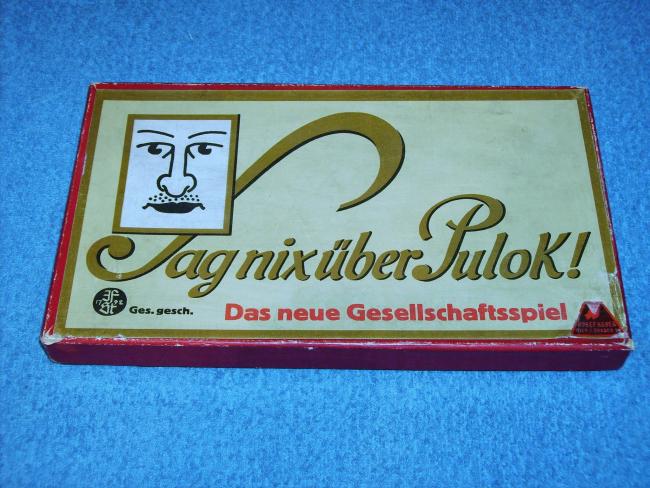 Sag nix über Pulok!
Ges. gesch.
Das neue Gesellschaftsspiel